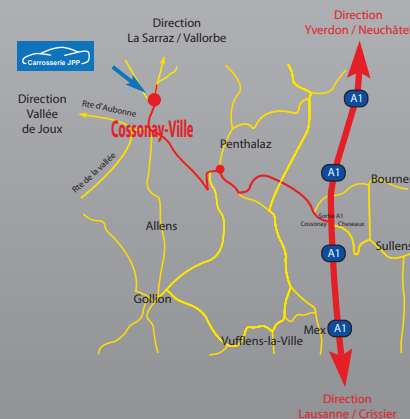 Direction
Yverdon / Neuchâte
Direction
La Sarraz / Vallorbe
Carrosserie JPP
A1
Direction
Vallée
de Joux
Rte d'Aubonne
Cossonay-Ville
Penthalaz
A1
Bourne
Rte de la vallée
Sortie A1
Cossonay
Cheseaux
Allens
Sullens
A1
Gollion
Mex
A1
Vufflens-la-Ville
Direction
Lausanne / Crissier